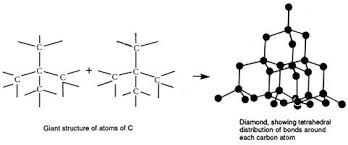 C C
C + C
C C C C C C
Giant structure of atoms of C
Diamond, showing tetrahedral
distribution of bonds around
each carbon atom